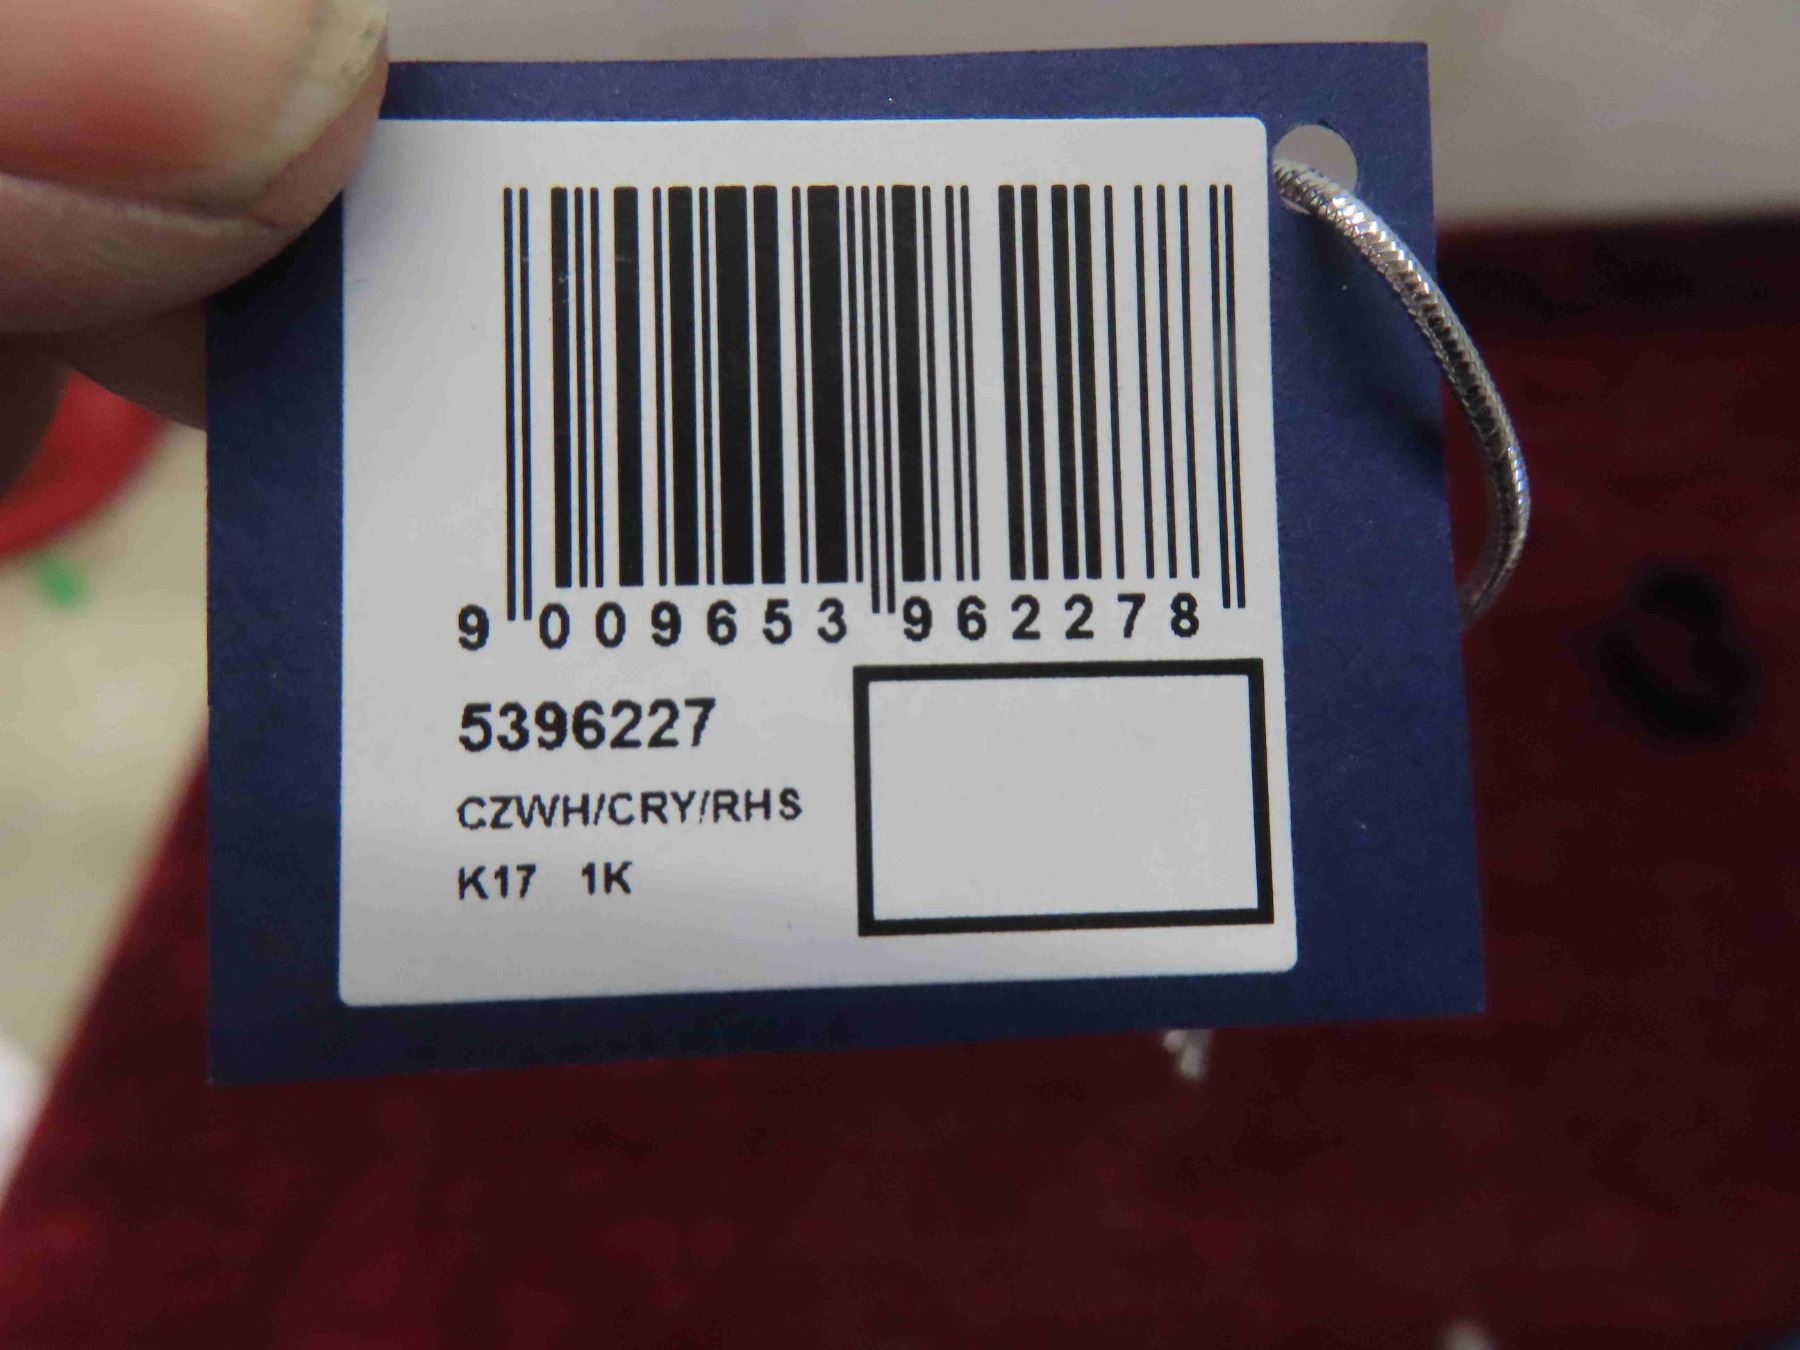 9 009653 962278
5396227
CZWH/CRY/RHS
K17 1K